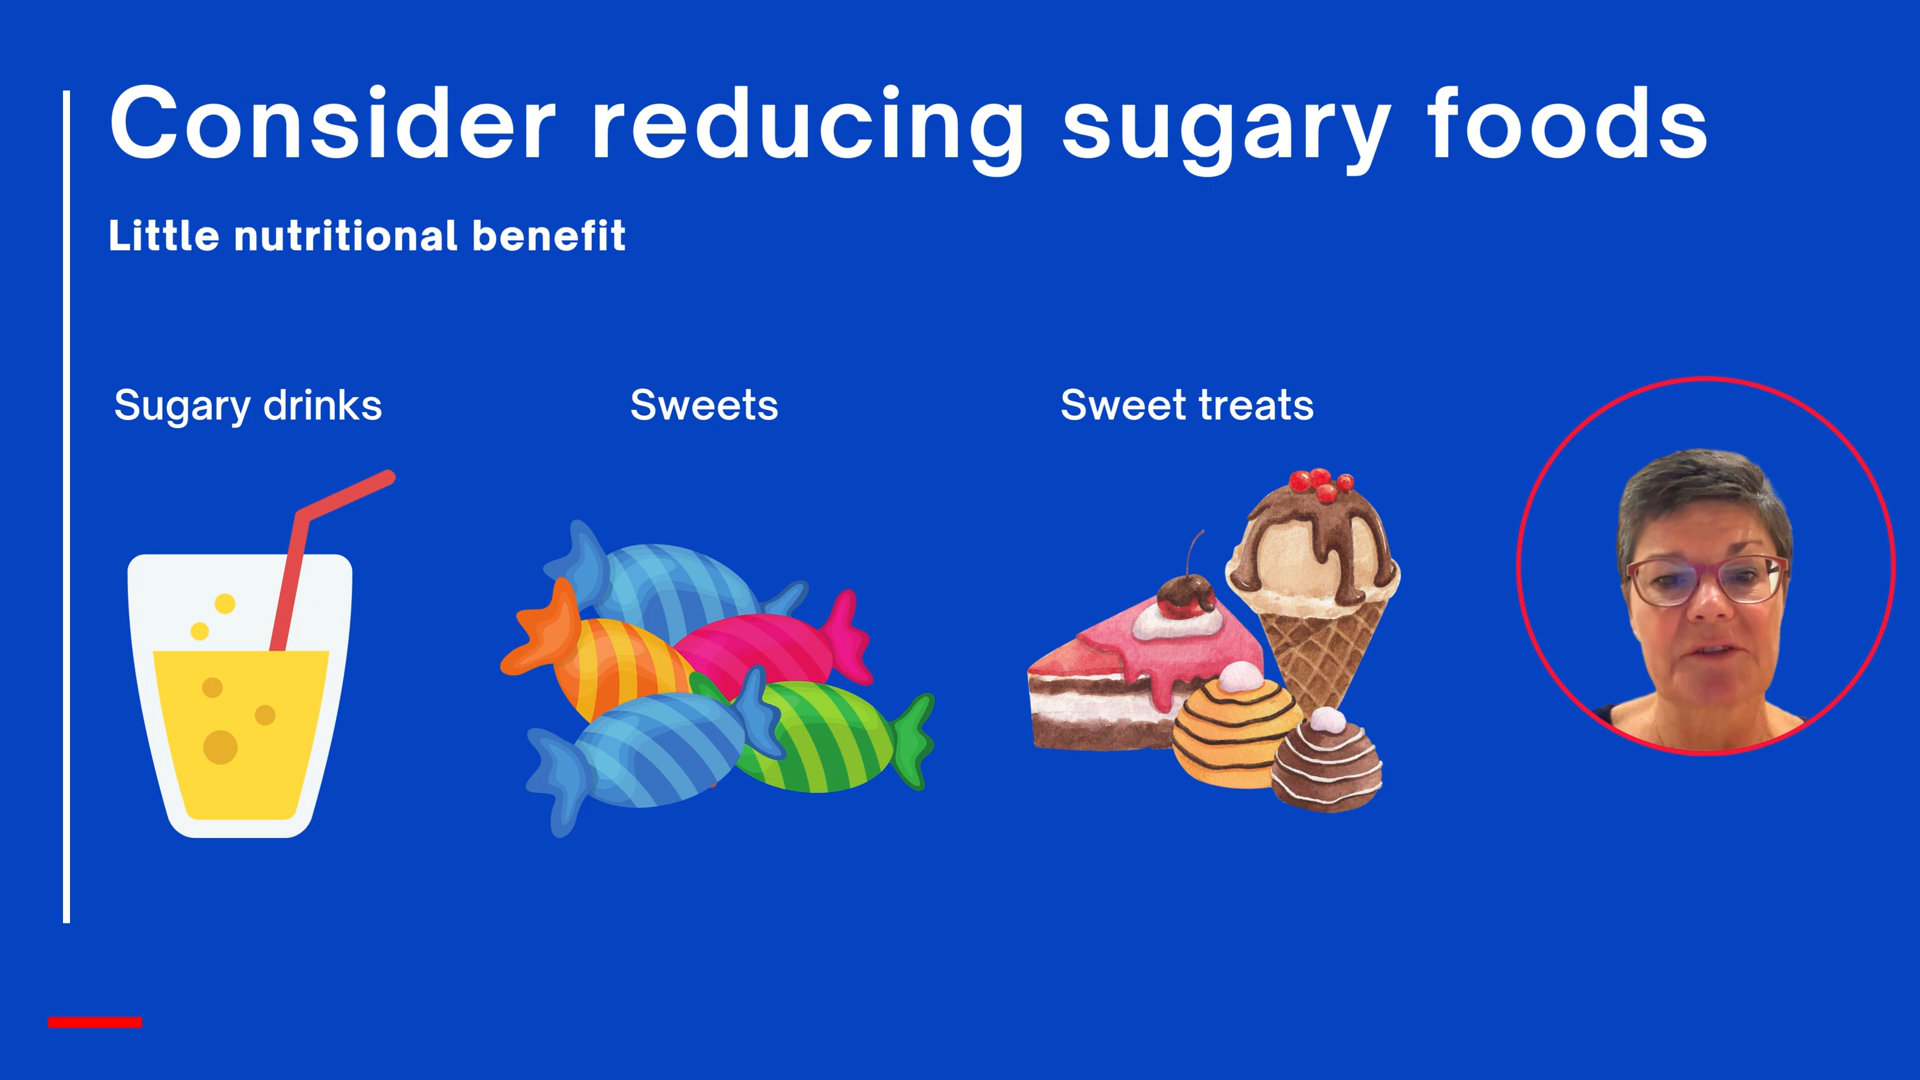 Consider reducing sugary foods
Little nutritional benefit
Sugary drinks
Sweets
Sweet treats